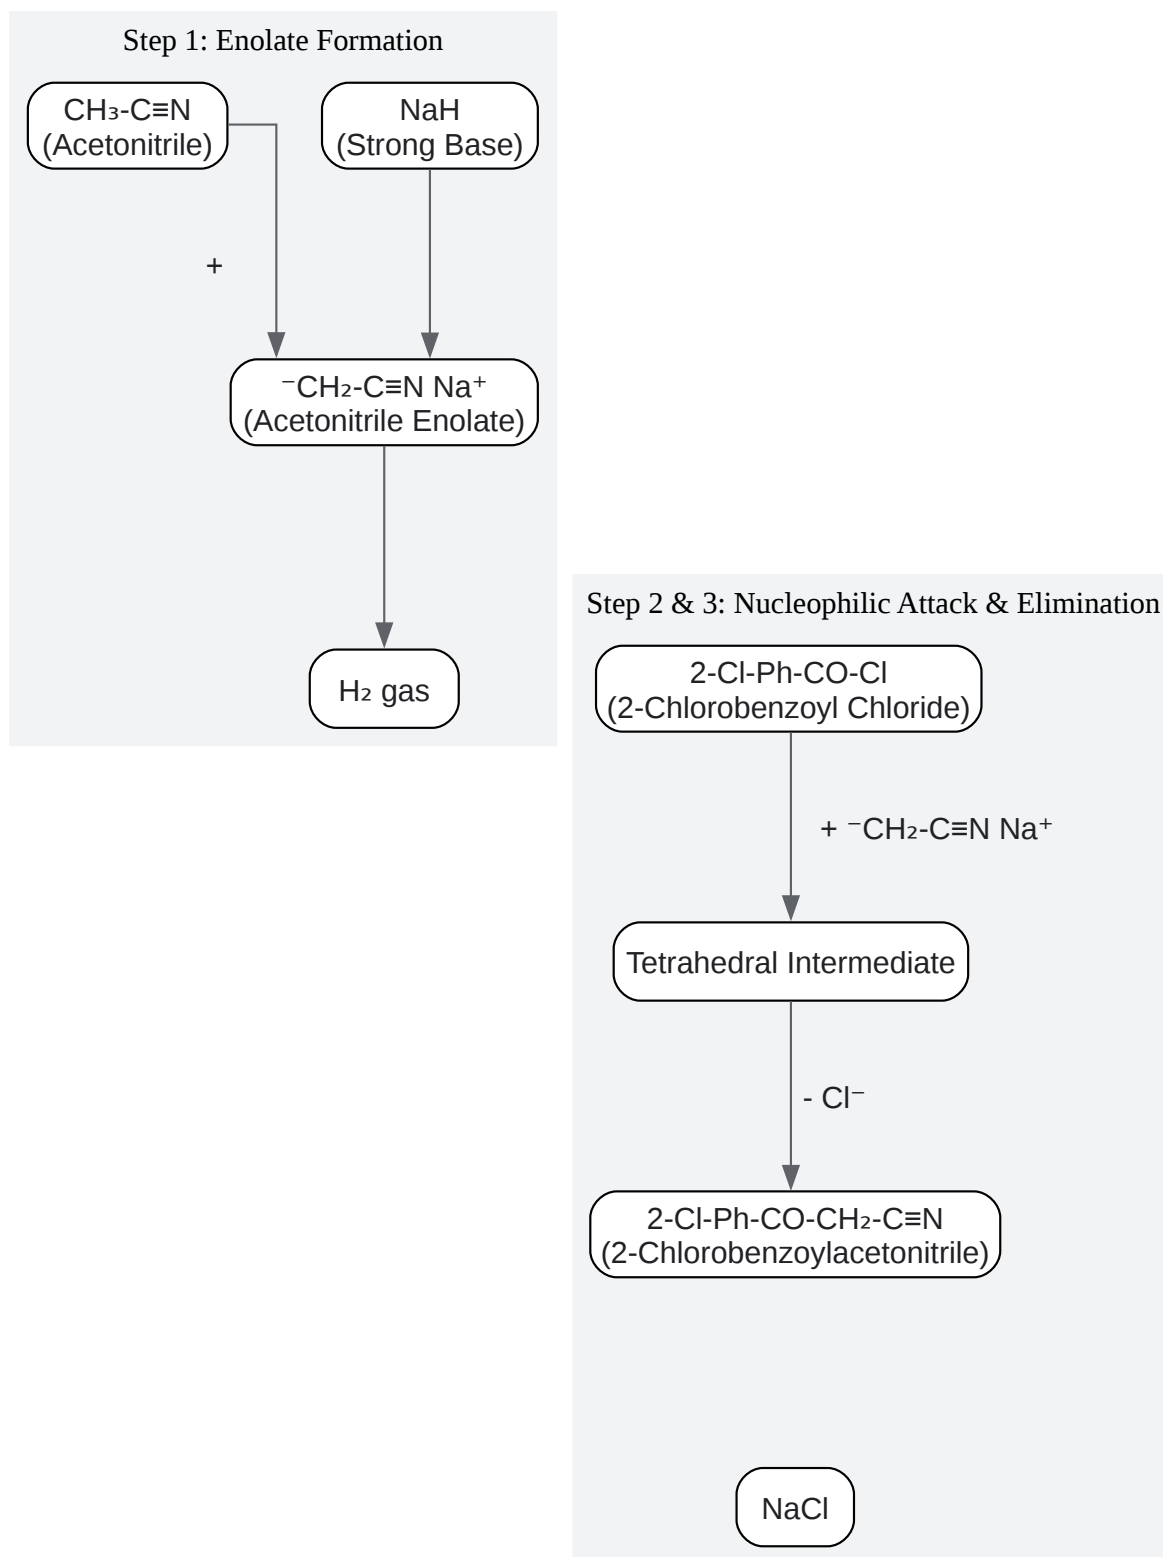 Step 1: Enolate Formation
CH₃-C≡N
(Acetonitrile)
NaH
(Strong Base)
+
⁻CH₂-C≡N Na⁺
(Acetonitrile Enolate)
H₂ gas
Step 2 & 3: Nucleophilic Attack & Elimination
2-Cl-Ph-CO-Cl
(2-Chlorobenzoyl Chloride)
+ ⁻CH₂-C≡N Na⁺
Tetrahedral Intermediate
- Cl⁻
2-Cl-Ph-CO-CH₂-C≡N
(2-Chlorobenzoylacetonitrile)
NaCl